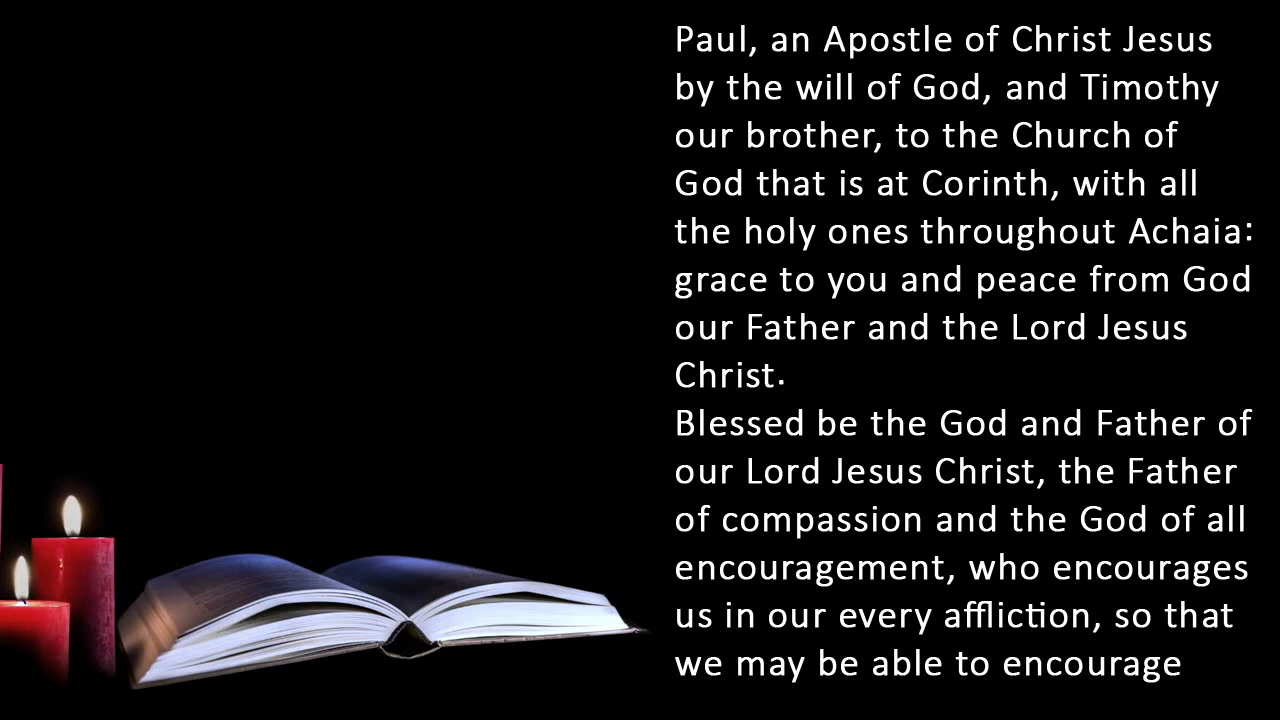 Paul, an Apostle of Christ Jesus
by the will of God, and Timothy
our brother, to the Church of
God that is at Corinth, with all
the holy ones throughout Achaia:
grace to you and peace from God
our Father and the Lord Jesus
Christ.
Blessed be the God and Father of
our Lord Jesus Christ, the Father
of compassion and the God of all
encouragement, who encourages
us in our every affliction, so that
we may be able to encourage